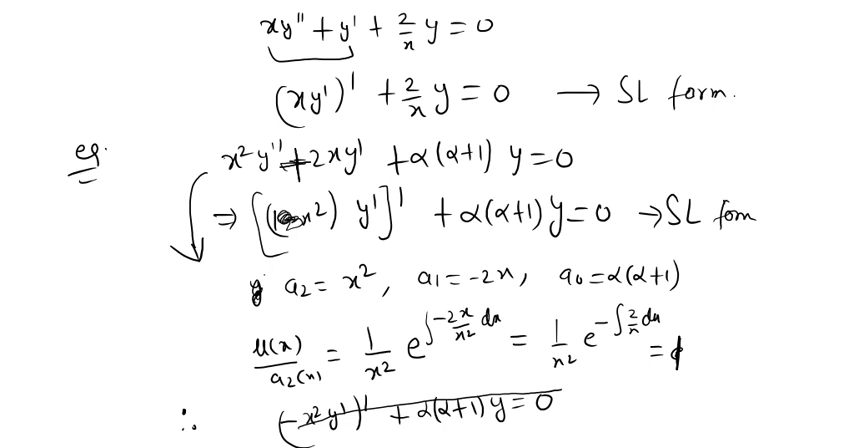 xy'' + y' + 2/x y = 0
(xy')' + 2/x y = 0 → SL form.
eg. x²y'' + 2xy' + α(α+1) y = 0
⇒ [(x²) y']' + α(α+1)y = 0 → SL form
a₂ = x², a₁ = -2x, a₀ = α(α+1)
μ(x)/a₂(x) = 1/x² e^∫-2x/x² dx = 1/x² e^-∫2/x dx =
∴ (-x²y')' + α(α+1)y = 0